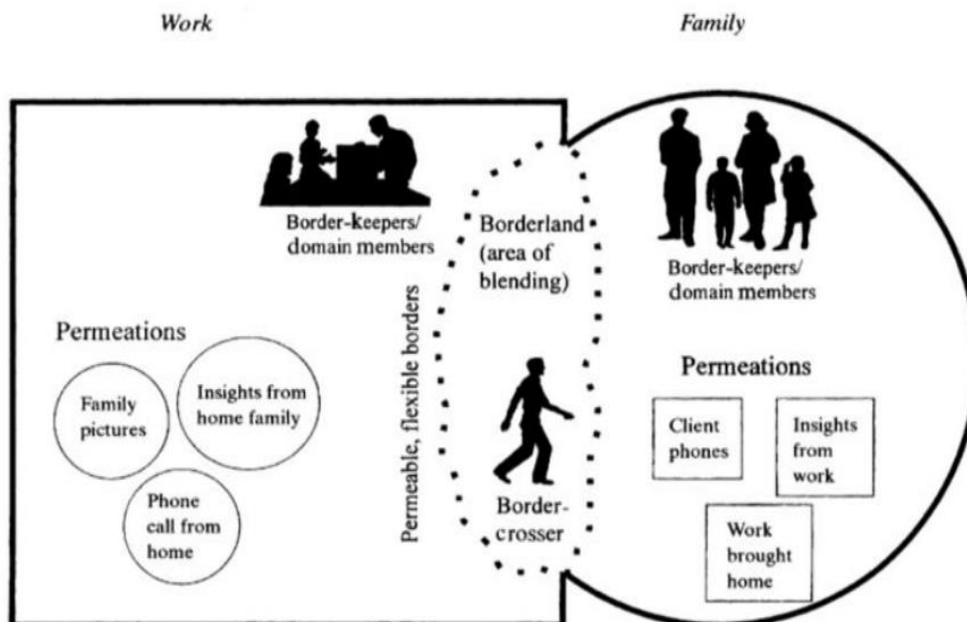 Work
Family
Border-keepers/
domain members
Borderland
(area of
blending)
Border-keepers/
domain members
Permeable, flexible borders
Permeations
Family
pictures
Insights from
home family
Phone
call from
home
Border-
crosser
Permeations
Client
phones
Insights
from
work
Work
brought
home